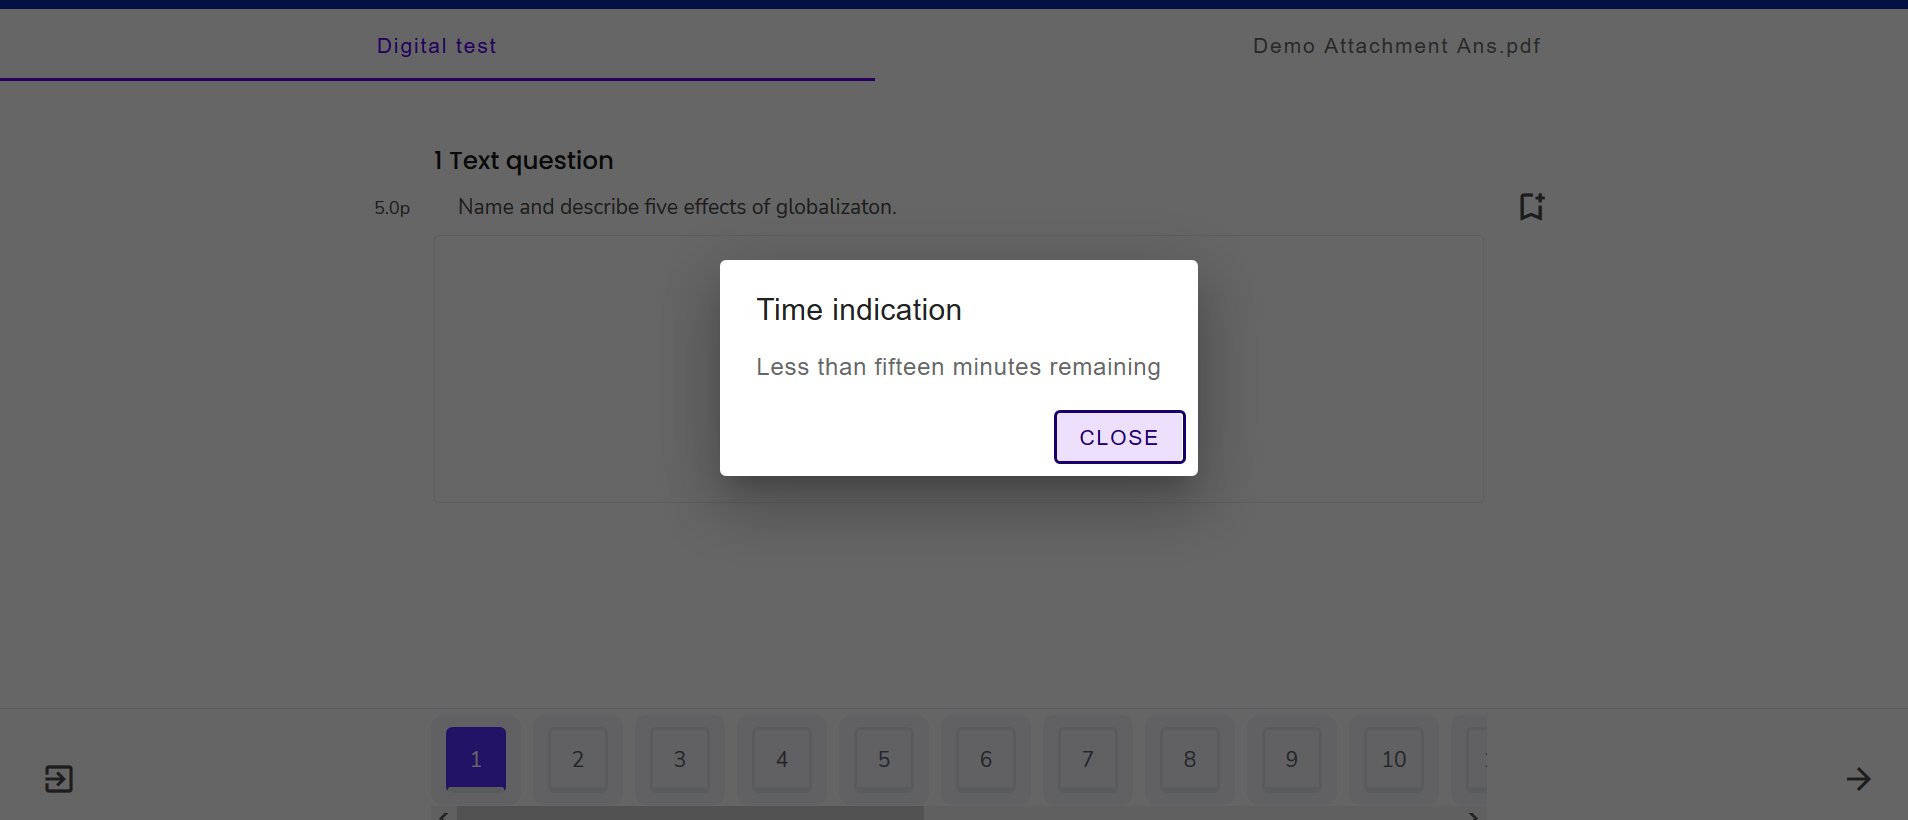 Digital test
Demo Attachment Ans.pdf
1 Text question
5.0p
Name and describe five effects of globalizaton.
Time indication
Less than fifteen minutes remaining
CLOSE
1
2
3
4
5
6
7
8
9
10